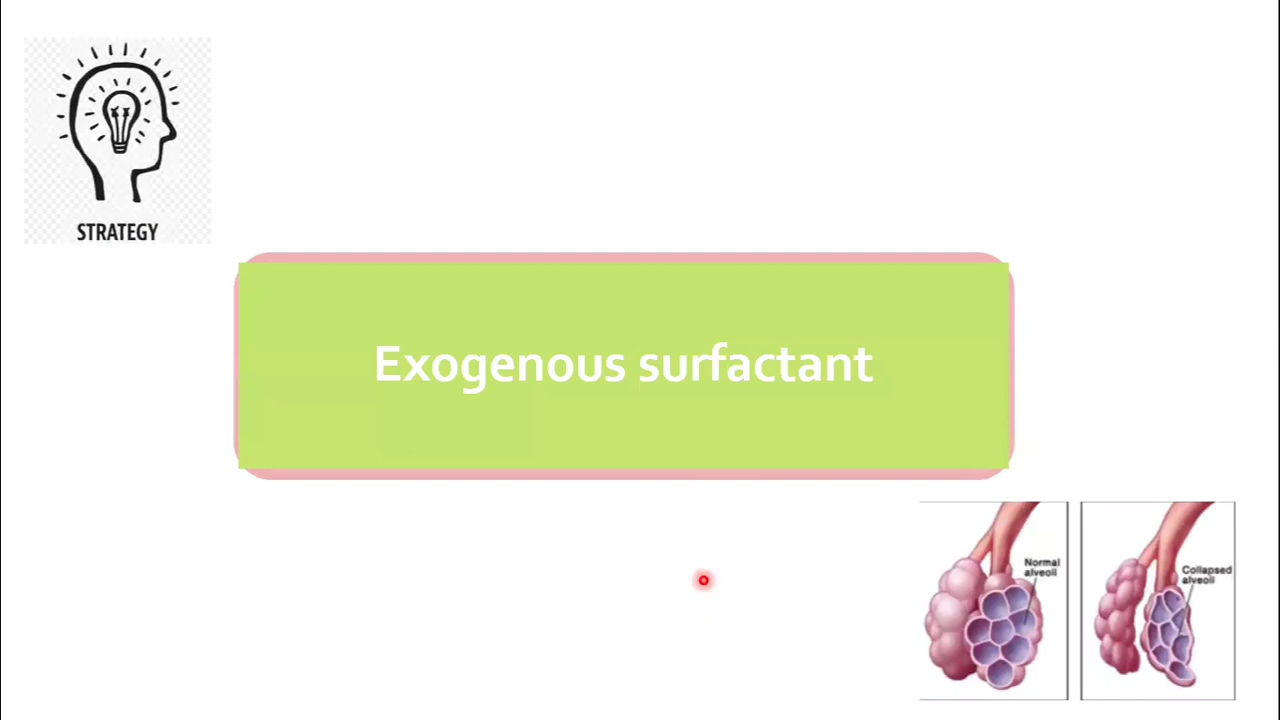 STRATEGY
Exogenous surfactant
Normal
alveoli
Collapsed
alveoli